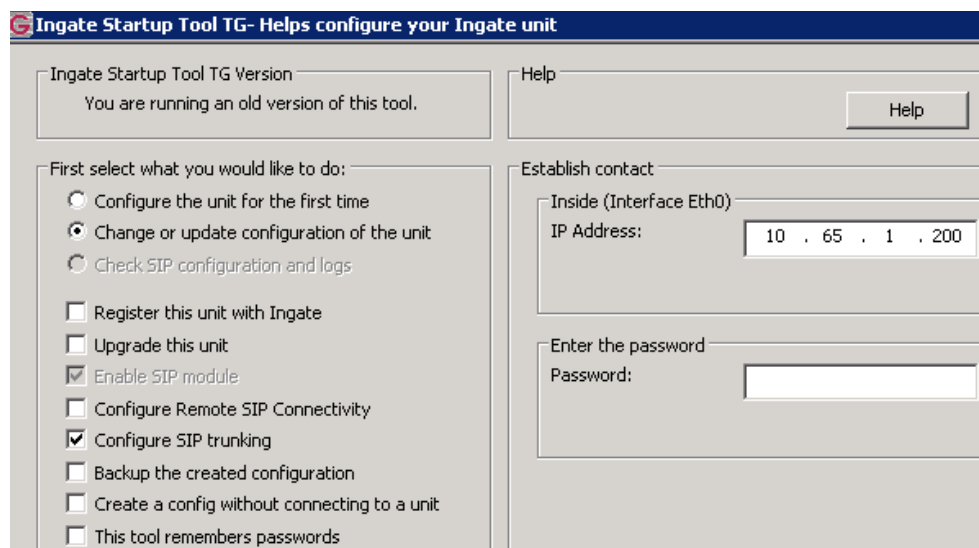 Ingate Startup Tool TG- Helps configure your Ingate unit
Ingate Startup Tool TG Version
You are running an old version of this tool.
Help
Help
First select what you would like to do:
Configure the unit for the first time
Change or update configuration of the unit
Check SIP configuration and logs
Register this unit with Ingate
Upgrade this unit
Enable SIP module
Configure Remote SIP Connectivity
Configure SIP trunking
Backup the created configuration
Create a config without connecting to a unit
This tool remembers passwords
Establish contact
Inside (Interface Eth0)
IP Address: 10 . 65 . 1 . 200
Enter the password
Password: